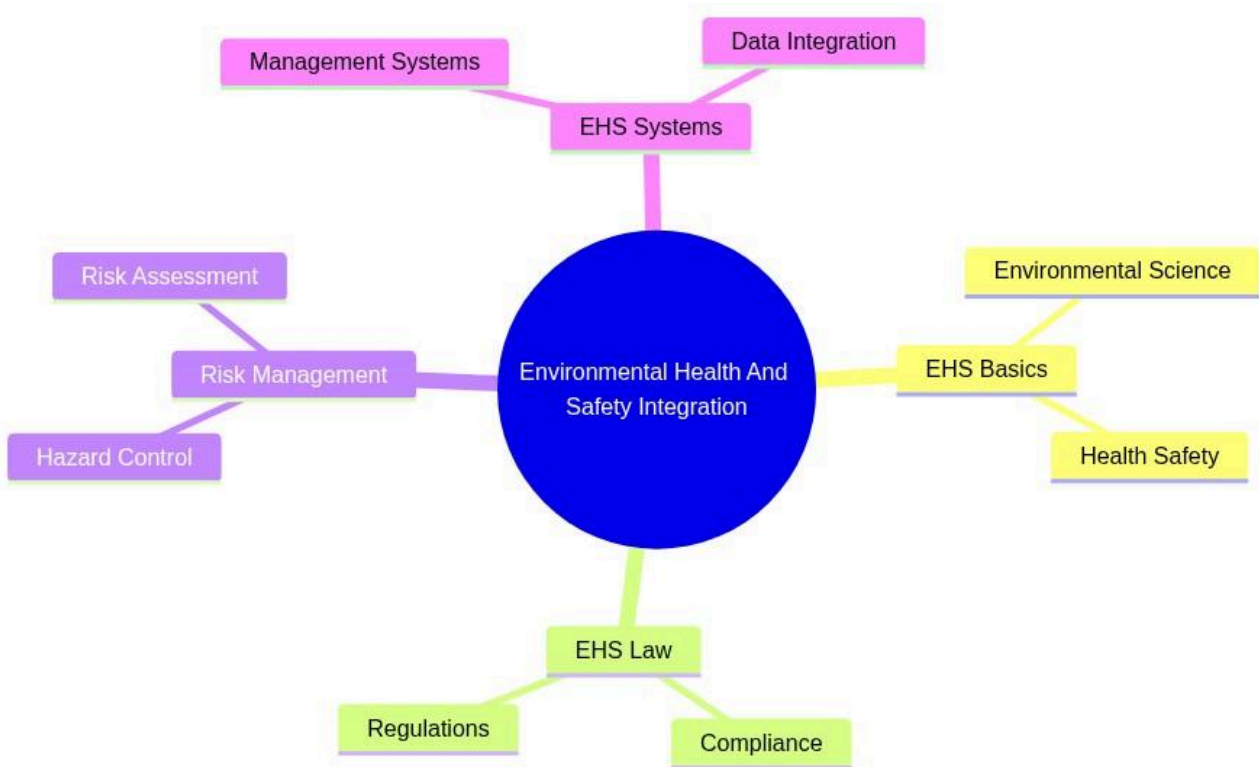 Data Integration
Management Systems
EHS Systems
Environmental Science
Risk Assessment
EHS Basics
Risk Management
Environmental Health And
Safety Integration
Health Safety
Hazard Control
EHS Law
Regulations
Compliance